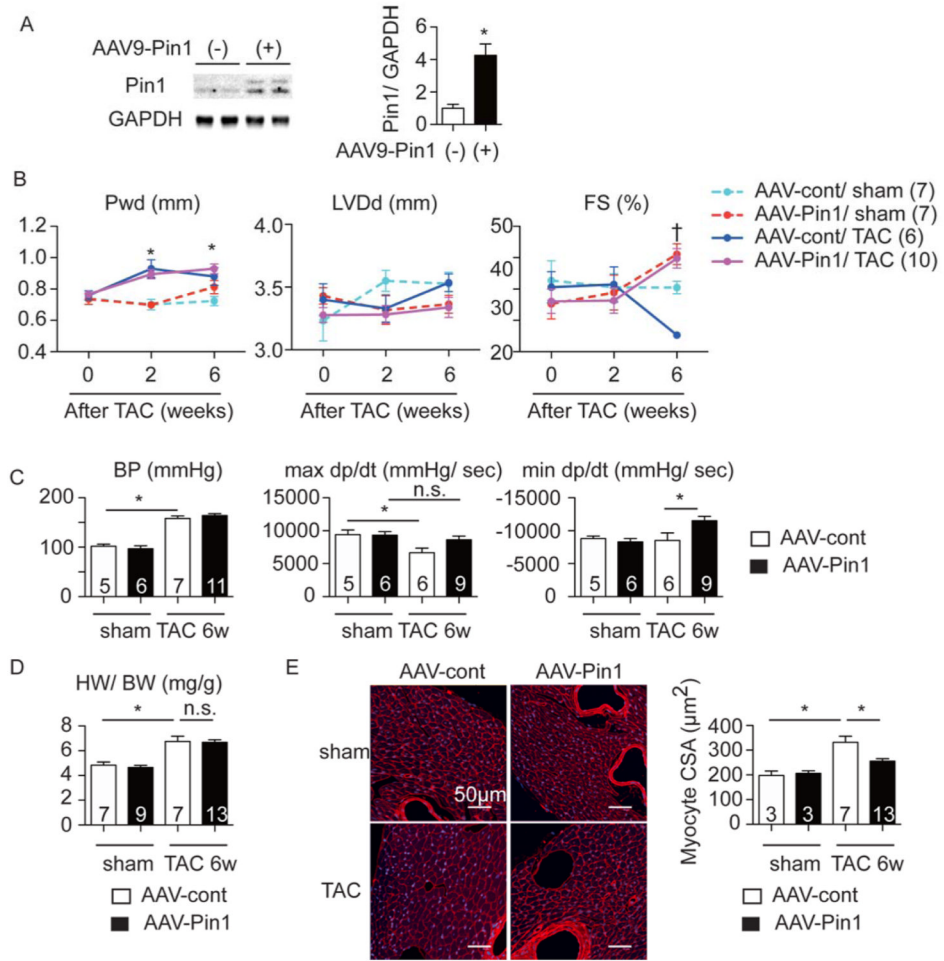 A
AAV9-Pin1 (-) (+)
Pin1
GAPDH
Pin1/ GAPDH
6
4
2
0
*
AAV9-Pin1 (-) (+)
B
Pwd (mm)
1.2
1.0
0.8
0.6
0.4
* *
0 2 6
After TAC (weeks)
LVDd (mm)
4.0
3.5
3.0
0 2 6
After TAC (weeks)
FS (%)
50
40
30
20
†
0 2 6
After TAC (weeks)
AAV-cont/ sham (7)
AAV-Pin1/ sham (7)
AAV-cont/ TAC (6)
AAV-Pin1/ TAC (10)
C
BP (mmHg)
200
100
0
*
5 6 7 11
sham TAC 6w
max dp/dt (mmHg/ sec)
15000
10000
5000
0
n.s.
*
5 6 6 9
sham TAC 6w
min dp/dt (mmHg/ sec)
-15000
-10000
-5000
0
*
5 6 6 9
sham TAC 6w
AAV-cont
AAV-Pin1
D
HW/ BW (mg/g)
8
6
4
2
0
* n.s.
7 9 7 13
sham TAC 6w
AAV-cont
AAV-Pin1
E
AAV-cont AAV-Pin1
sham
50µm
TAC
Myocyte CSA (µm²)
400
300
200
100
0
* *
3 3 7 13
sham TAC 6w
AAV-cont
AAV-Pin1